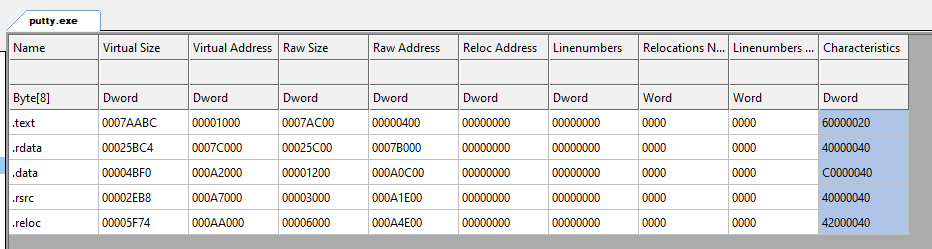 putty.exe
Name Virtual Size Virtual Address Raw Size Raw Address Reloc Address Linenumbers Relocations N... Linenumbers ... Characteristics
Byte[8] Dword Dword Dword Dword Dword Dword Word Word Dword
.text 0007AABC 00001000 0007AC00 00000400 00000000 00000000 0000 0000 60000020
.rdata 00025BC4 0007C000 00025C00 0007B000 00000000 00000000 0000 0000 40000040
.data 00004BF0 000A2000 00001200 000A0C00 00000000 00000000 0000 0000 C0000040
.rsrc 00002EB8 000A7000 00003000 000A1E00 00000000 00000000 0000 0000 40000040
.reloc 00005F74 000AA000 00006000 000A4E00 00000000 00000000 0000 0000 42000040